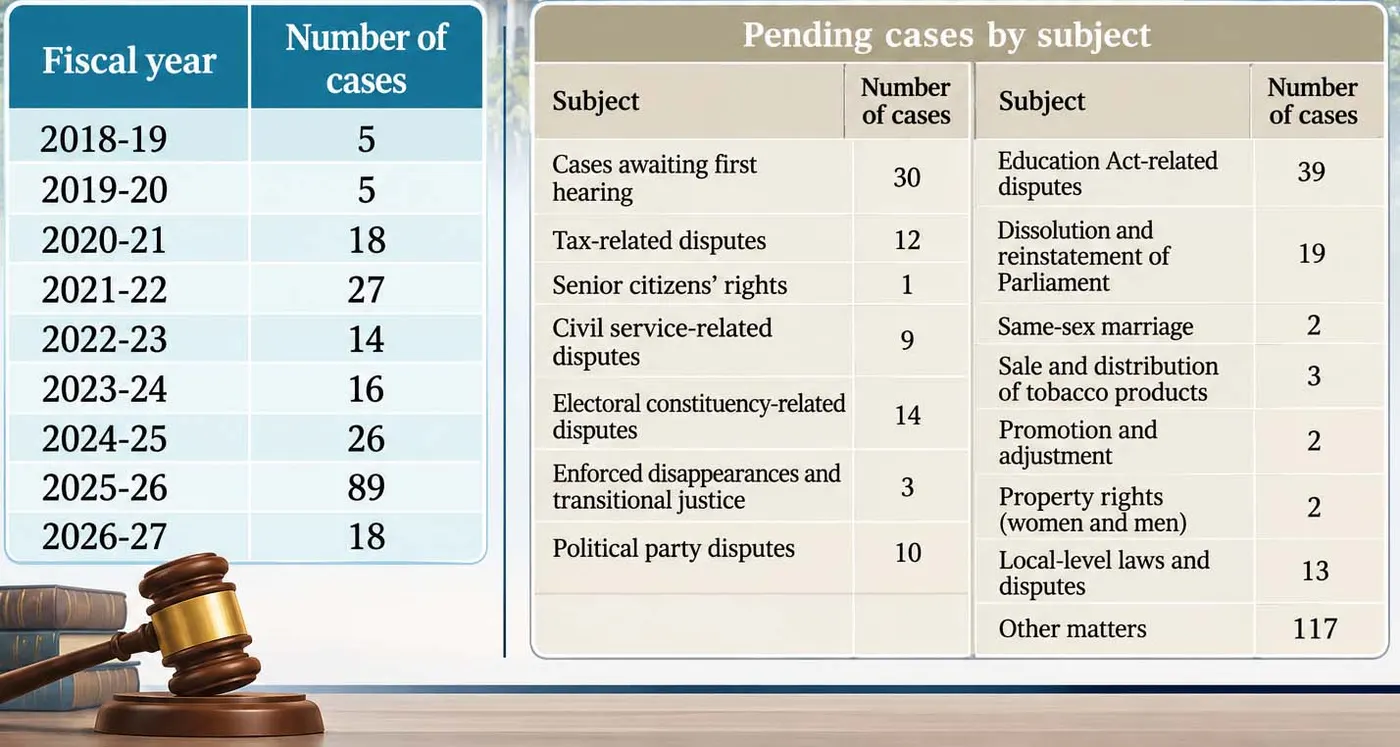 Fiscal year
Number of
cases
2018-19 5
2019-20 5
2020-21 18
2021-22 27
2022-23 14
2023-24 16
2024-25 26
2025-26 89
2026-27 18
Pending cases by subject
Subject
Number
of cases
Cases awaiting first
hearing
30
Tax-related disputes 12
Senior citizens’ rights 1
Civil service-related
disputes
9
Electoral constituency-related
disputes
14
Enforced disappearances and
transitional justice
3
Political party disputes 10
Subject
Number
of cases
Education Act-related
disputes
39
Dissolution and
reinstatement of
Parliament
19
Same-sex marriage 2
Sale and distribution
of tobacco products
3
Promotion and
adjustment
2
Property rights
(women and men)
2
Local-level laws and
disputes
13
Other matters 117